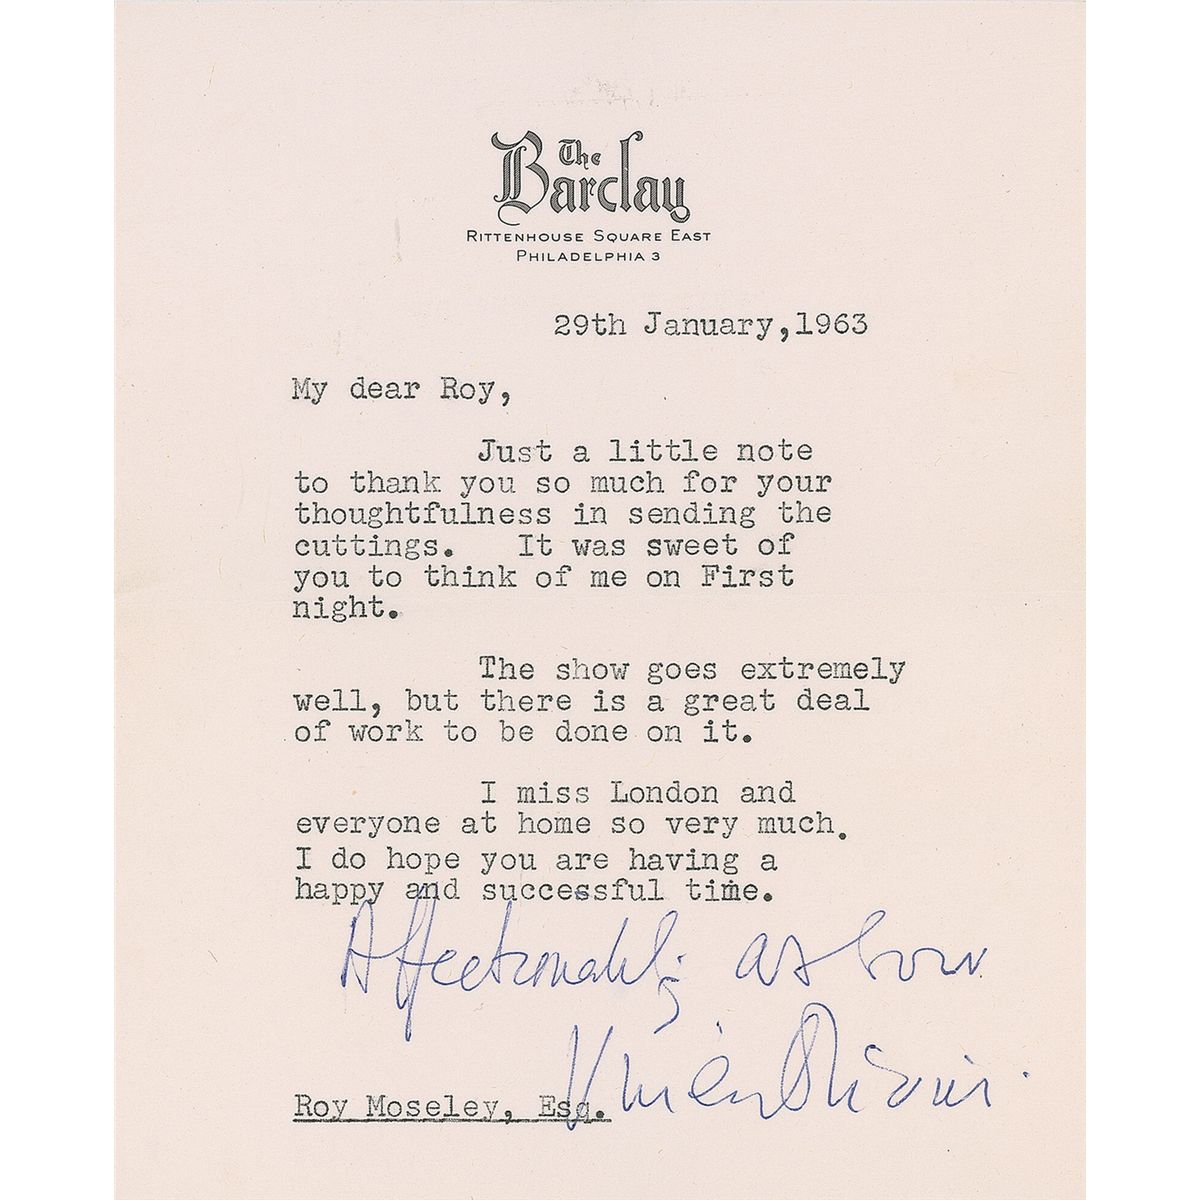 The
Barclay
RITTENHOUSE SQUARE EAST
PHILADELPHIA 3
29th January,1963
My dear Roy,
Just a little note
to thank you so much for your
thoughtfulness in sending the
cuttings. It was sweet of
you to think of me on First
night.
The show goes extremely
well, but there is a great deal
of work to be done on it.
I miss London and
everyone at home so very much.
I do hope you are having a
happy and successful time.
Affectionately as ever
Vivien Olivier.
Roy Moseley, Esq.